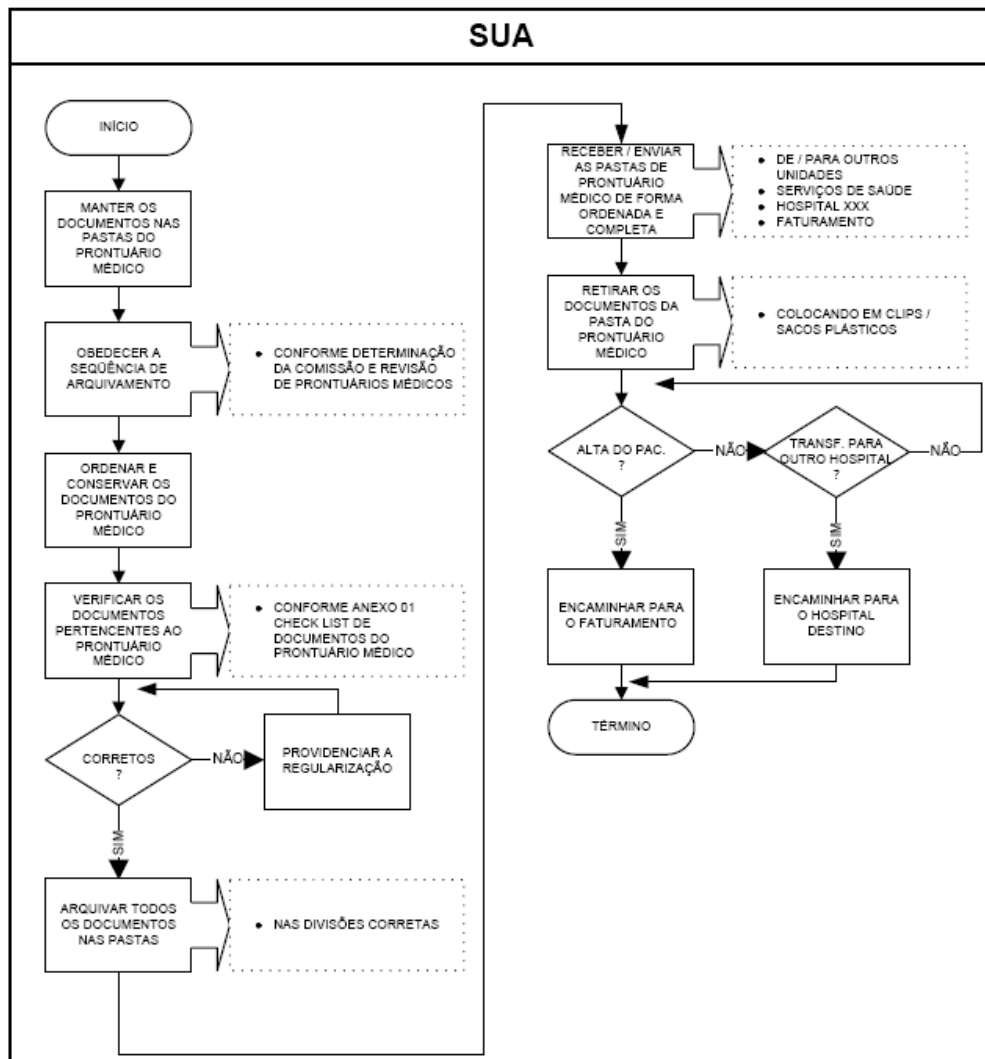 SUA
INÍCIO
MANTER OS
DOCUMENTOS NAS
PASTAS DO
PRONTUÁRIO
MÉDICO
OBEDECER A
SEQÜÊNCIA DE
ARQUIVAMENTO
• CONFORME DETERMINAÇÃO
DA COMISSÃO E REVISÃO
DE PRONTUÁRIOS MÉDICOS
ORDENAR E
CONSERVAR OS
DOCUMENTOS DO
PRONTUÁRIO
MÉDICO
VERIFICAR OS
DOCUMENTOS
PERTENCENTES AO
PRONTUÁRIO
MÉDICO
• CONFORME ANEXO 01
CHECK LIST DE
DOCUMENTOS DO
PRONTUÁRIO MÉDICO
CORRETOS
?
NÃO
PROVIDENCIAR A
REGULARIZAÇÃO
SIM
ARQUIVAR TODOS
OS DOCUMENTOS
NAS PASTAS
• NAS DIVISÕES CORRETAS
RECEBER / ENVIAR
AS PASTAS DE
PRONTUÁRIO
MÉDICO DE FORMA
ORDENADA E
COMPLETA
• DE / PARA OUTROS
UNIDADES
• SERVIÇOS DE SAÚDE
• HOSPITAL XXX
• FATURAMENTO
RETIRAR OS
DOCUMENTOS DA
PASTA DO
PRONTUÁRIO
MÉDICO
• COLOCANDO EM CLIPS /
SACOS PLÁSTICOS
ALTA DO PAC.
?
NÃO
TRANSF. PARA
OUTRO HOSPITAL
?
NÃO
SIM
SIM
ENCAMINHAR PARA
O FATURAMENTO
ENCAMINHAR PARA
O HOSPITAL
DESTINO
TÉRMINO